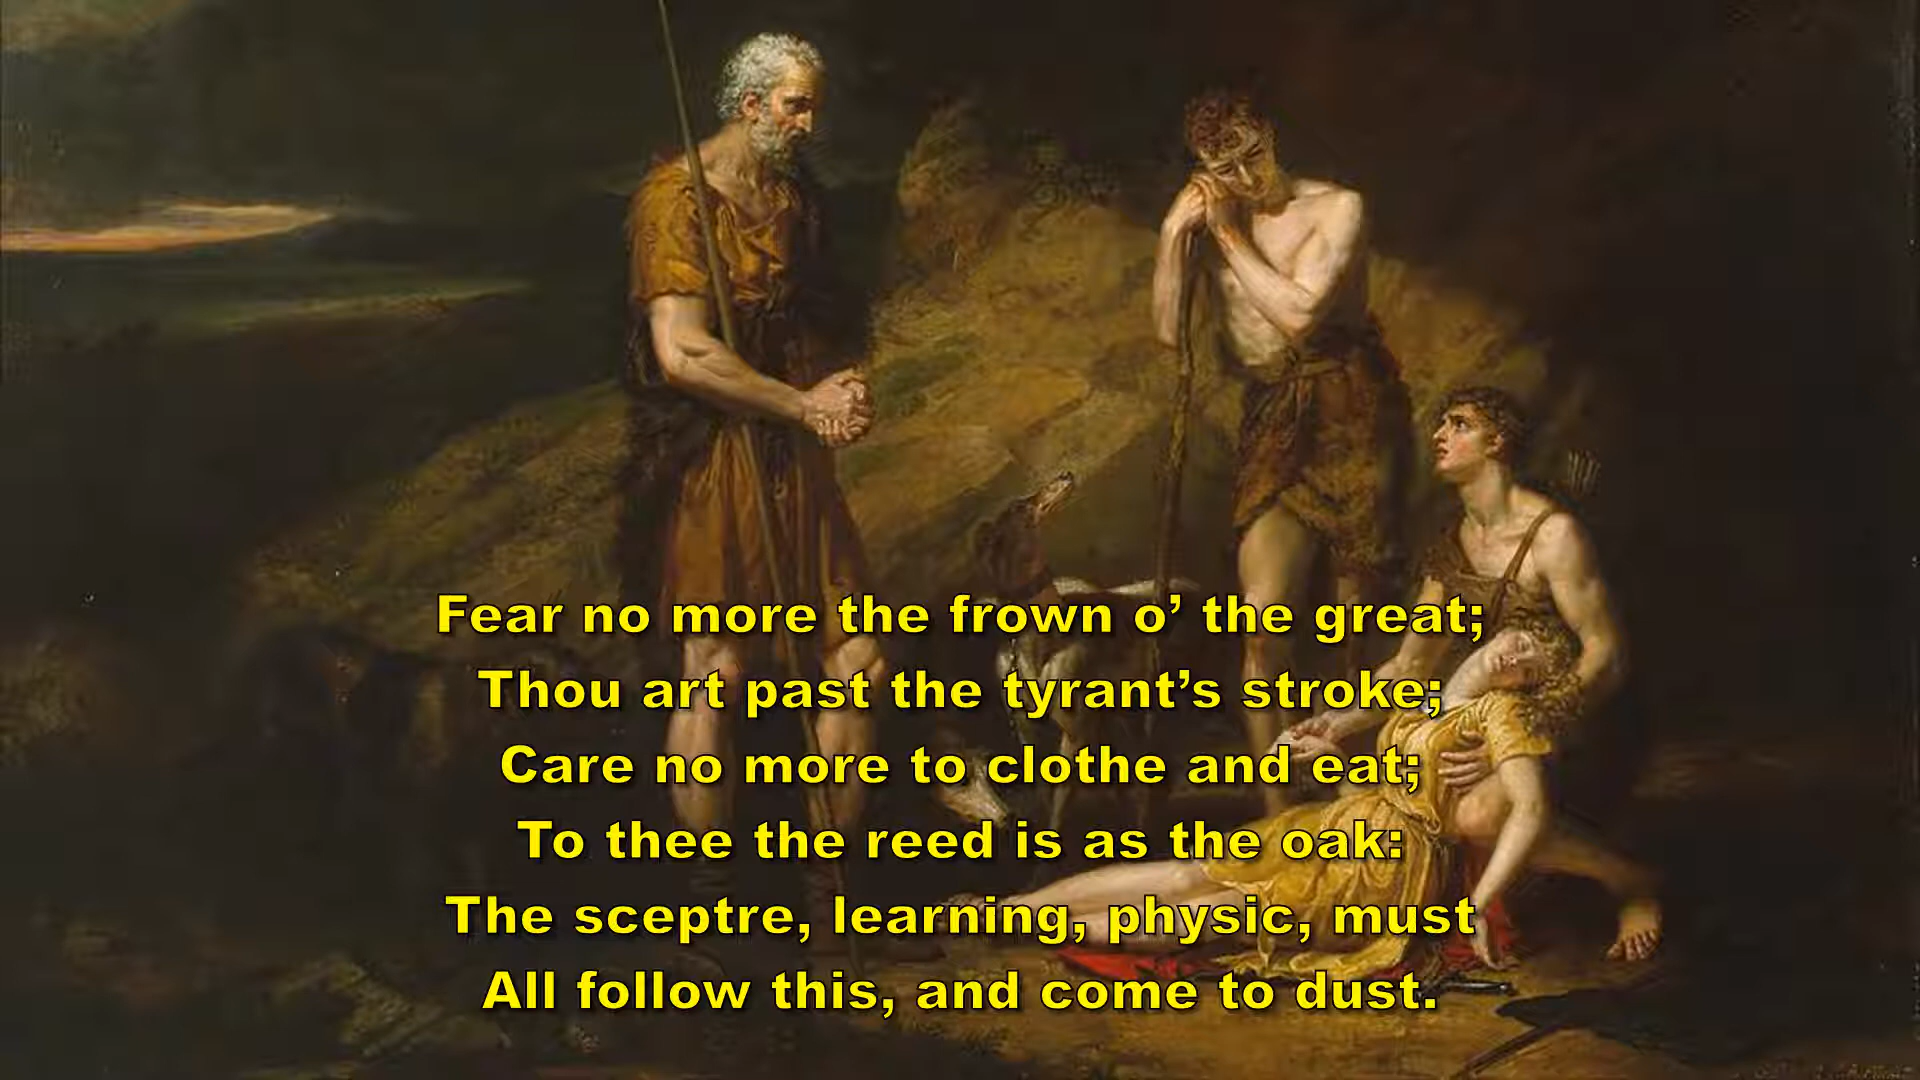 Fear no more the frown o’ the great;
Thou art past the tyrant’s stroke;
Care no more to clothe and eat;
To thee the reed is as the oak:
The sceptre, learning, physic, must
All follow this, and come to dust.